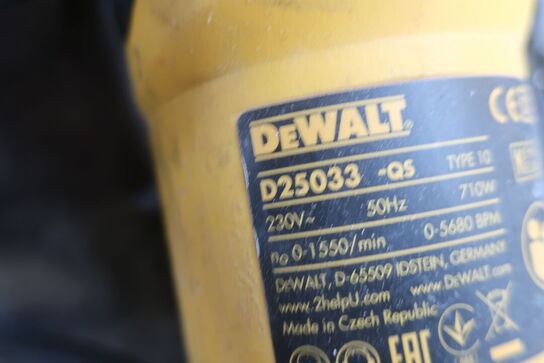 DEWALT
D25033 -QS TYPE 10
230V~ 50Hz 710W
n₀ 0-1550/min 0-5680 BPM
DeWALT, D-65509 IDSTEIN, GERMANY
www.2helpU.com www.DeWALT.com
Made in Czech Republic
CE
EAC